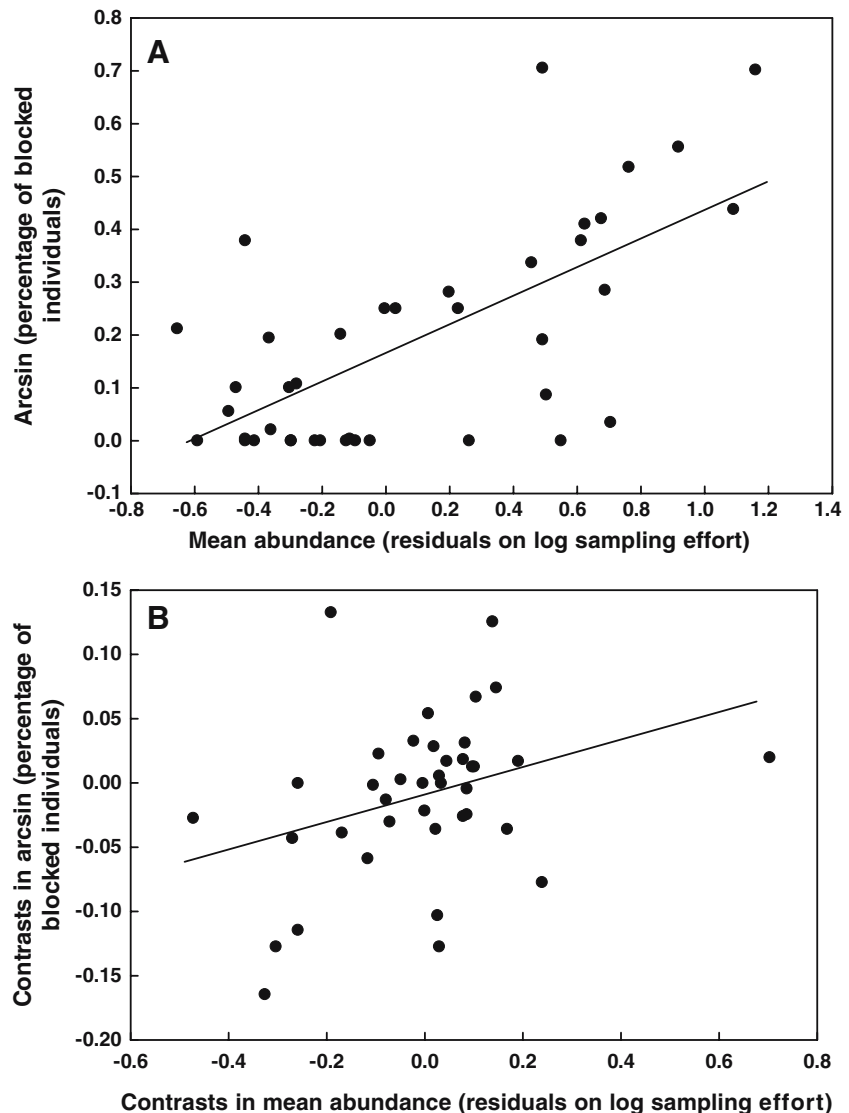 A
0.8
0.7
0.6
0.5
0.4
0.3
0.2
0.1
0.0
-0.1
Arcsin (percentage of blocked
individuals)
-0.8 -0.6 -0.4 -0.2 0.0 0.2 0.4 0.6 0.8 1.0 1.2 1.4
Mean abundance (residuals on log sampling effort)
B
0.15
0.10
0.05
0.00
-0.05
-0.10
-0.15
-0.20
Contrasts in arcsin (percentage of
blocked individuals)
-0.6 -0.4 -0.2 0.0 0.2 0.4 0.6 0.8
Contrasts in mean abundance (residuals on log sampling effort)